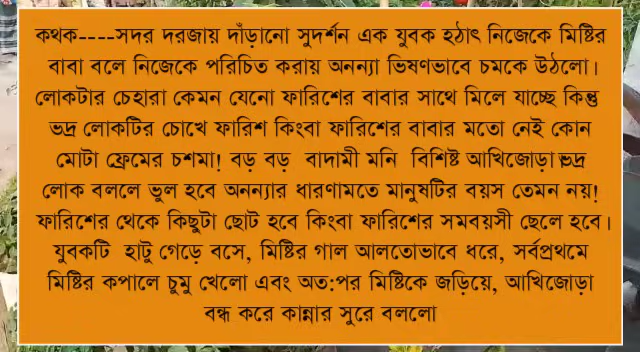 কথক----সদর দরজায় দাঁড়ানো সুদর্শন এক যুবক হঠাৎ নিজেকে মিষ্টির
বাবা বলে নিজেকে পরিচিত করায় অনন্যা ভিষণভাবে চমকে উঠলো।
লোকটার চেহারা কেমন যেনো ফারিশের বাবার সাথে মিলে যাচ্ছে কিন্তু
ভদ্র লোকটির চোখে ফারিশ কিংবা ফারিশের বাবার মতো নেই কোন
মোটা ফ্রেমের চশমা! বড় বড় বাদামী মনি বিশিষ্ট আখিজোড়া ভদ্র
লোক বললে ভুল হবে অনন্যার ধারণামতে মানুষটির বয়স তেমন নয়!
ফারিশের থেকে কিছুটা ছোট হবে কিংবা ফারিশের সমবয়সী ছেলে হবে।
যুবকটি হাটু গেড়ে বসে, মিষ্টির গাল আলতোভাবে ধরে, সর্বপ্রথমে
মিষ্টির কপালে চুমু খেলো এবং অত:পর মিষ্টিকে জড়িয়ে, আখিজোড়া
বন্ধ করে কান্নার সুরে বললো